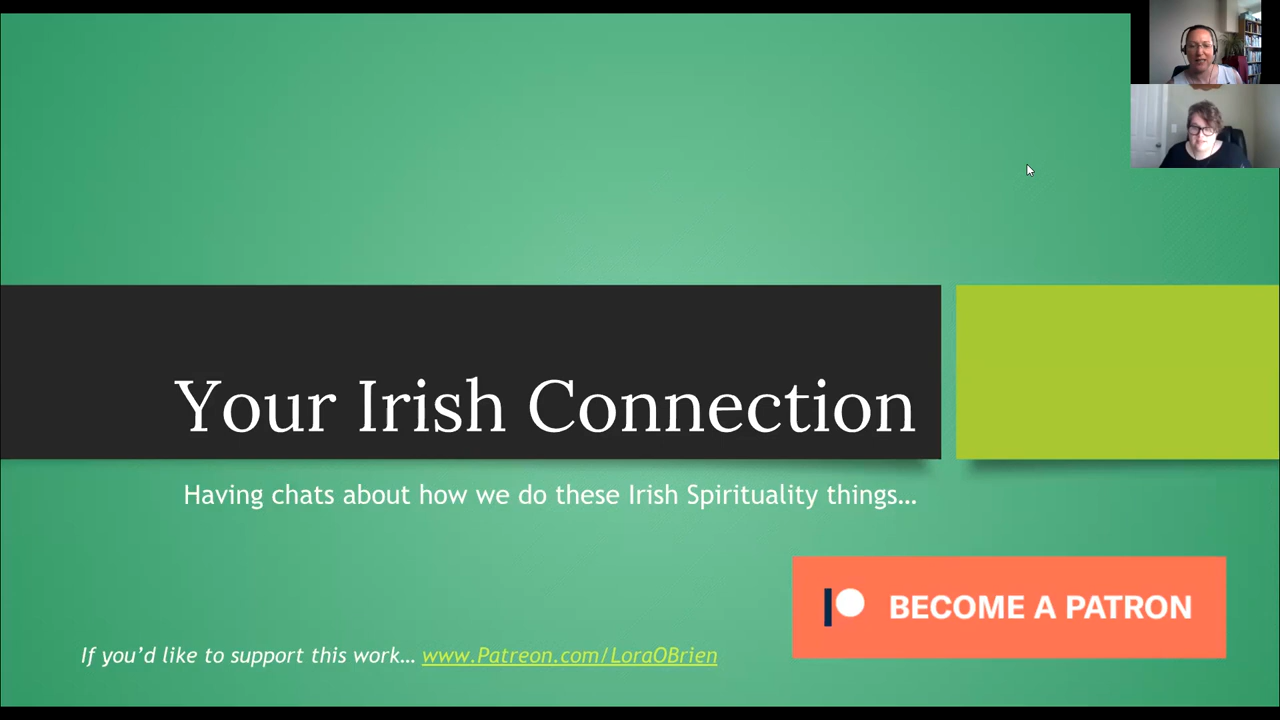 Your Irish Connection
Having chats about how we do these Irish Spirituality things…
BECOME A PATRON
If you’d like to support this work… www.Patreon.com/LoraOBrien